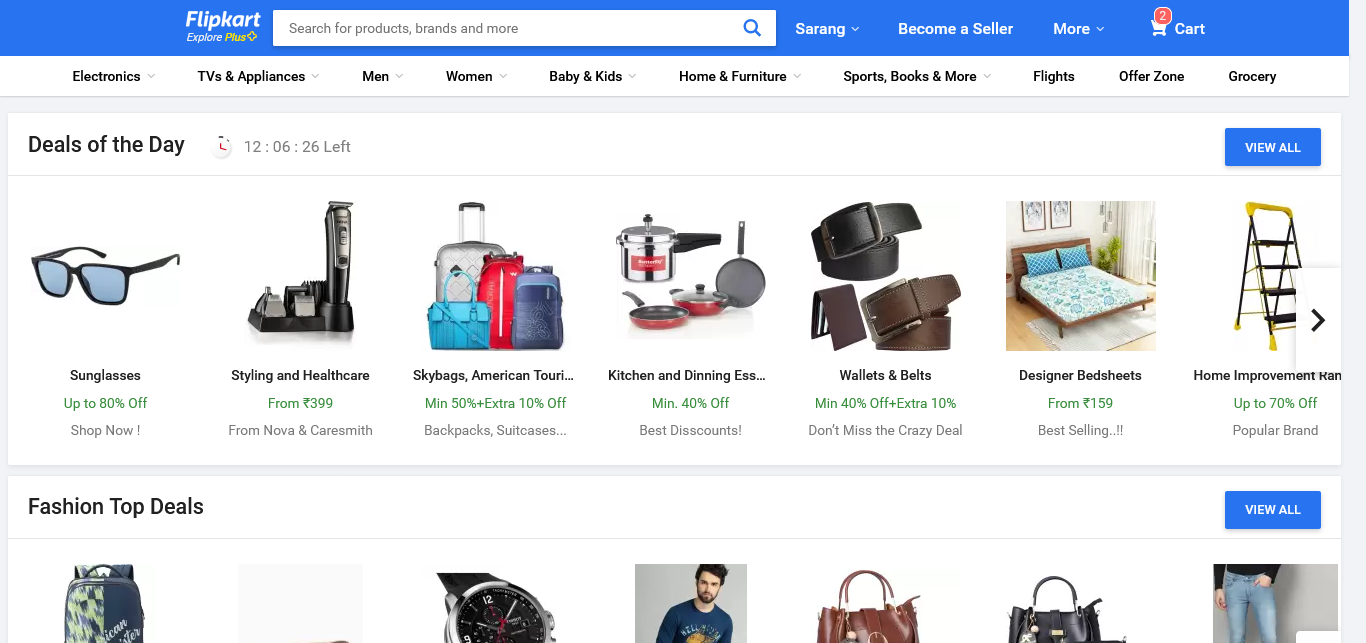 Flipkart
Explore Plus
Search for products, brands and more
Sarang
Become a Seller
More
2
Cart
Electronics
TVs & Appliances
Men
Women
Baby & Kids
Home & Furniture
Sports, Books & More
Flights
Offer Zone
Grocery
Deals of the Day
12 : 06 : 26 Left
VIEW ALL
Butterfly
Sunglasses
Styling and Healthcare
Skybags, American Touri...
Kitchen and Dinning Ess...
Wallets & Belts
Designer Bedsheets
Home Improvement Ran
Up to 80% Off
From ₹399
Min 50%+Extra 10% Off
Min. 40% Off
Min 40% Off+Extra 10%
From ₹159
Up to 70% Off
Shop Now !
From Nova & Caresmith
Backpacks, Suitcases...
Best Disscounts!
Don’t Miss the Crazy Deal
Best Selling..!!
Popular Brand
Fashion Top Deals
VIEW ALL
12